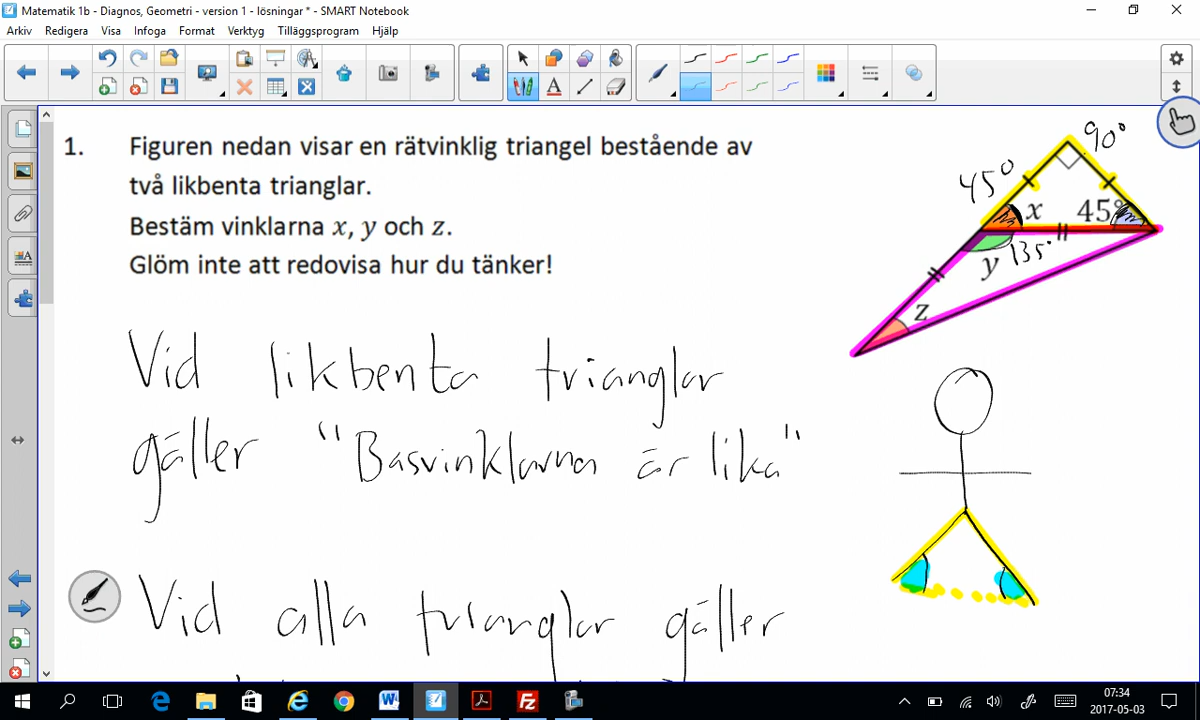 Matematik 1b - Diagnos, Geometri - version 1 - lösningar * - SMART Notebook
Arkiv Redigera Visa Infoga Format Verktyg Tilläggsprogram Hjälp
1. Figuren nedan visar en rätvinklig triangel bestående av
två likbenta trianglar.
Bestäm vinklarna x, y och z.
Glöm inte att redovisa hur du tänker!
90°
45°
x 45°
y 135°
z
Vid likbenta trianglar
gäller "Basvinklarna är lika"
Vid alla trianglar gäller
07:34
2017-05-03